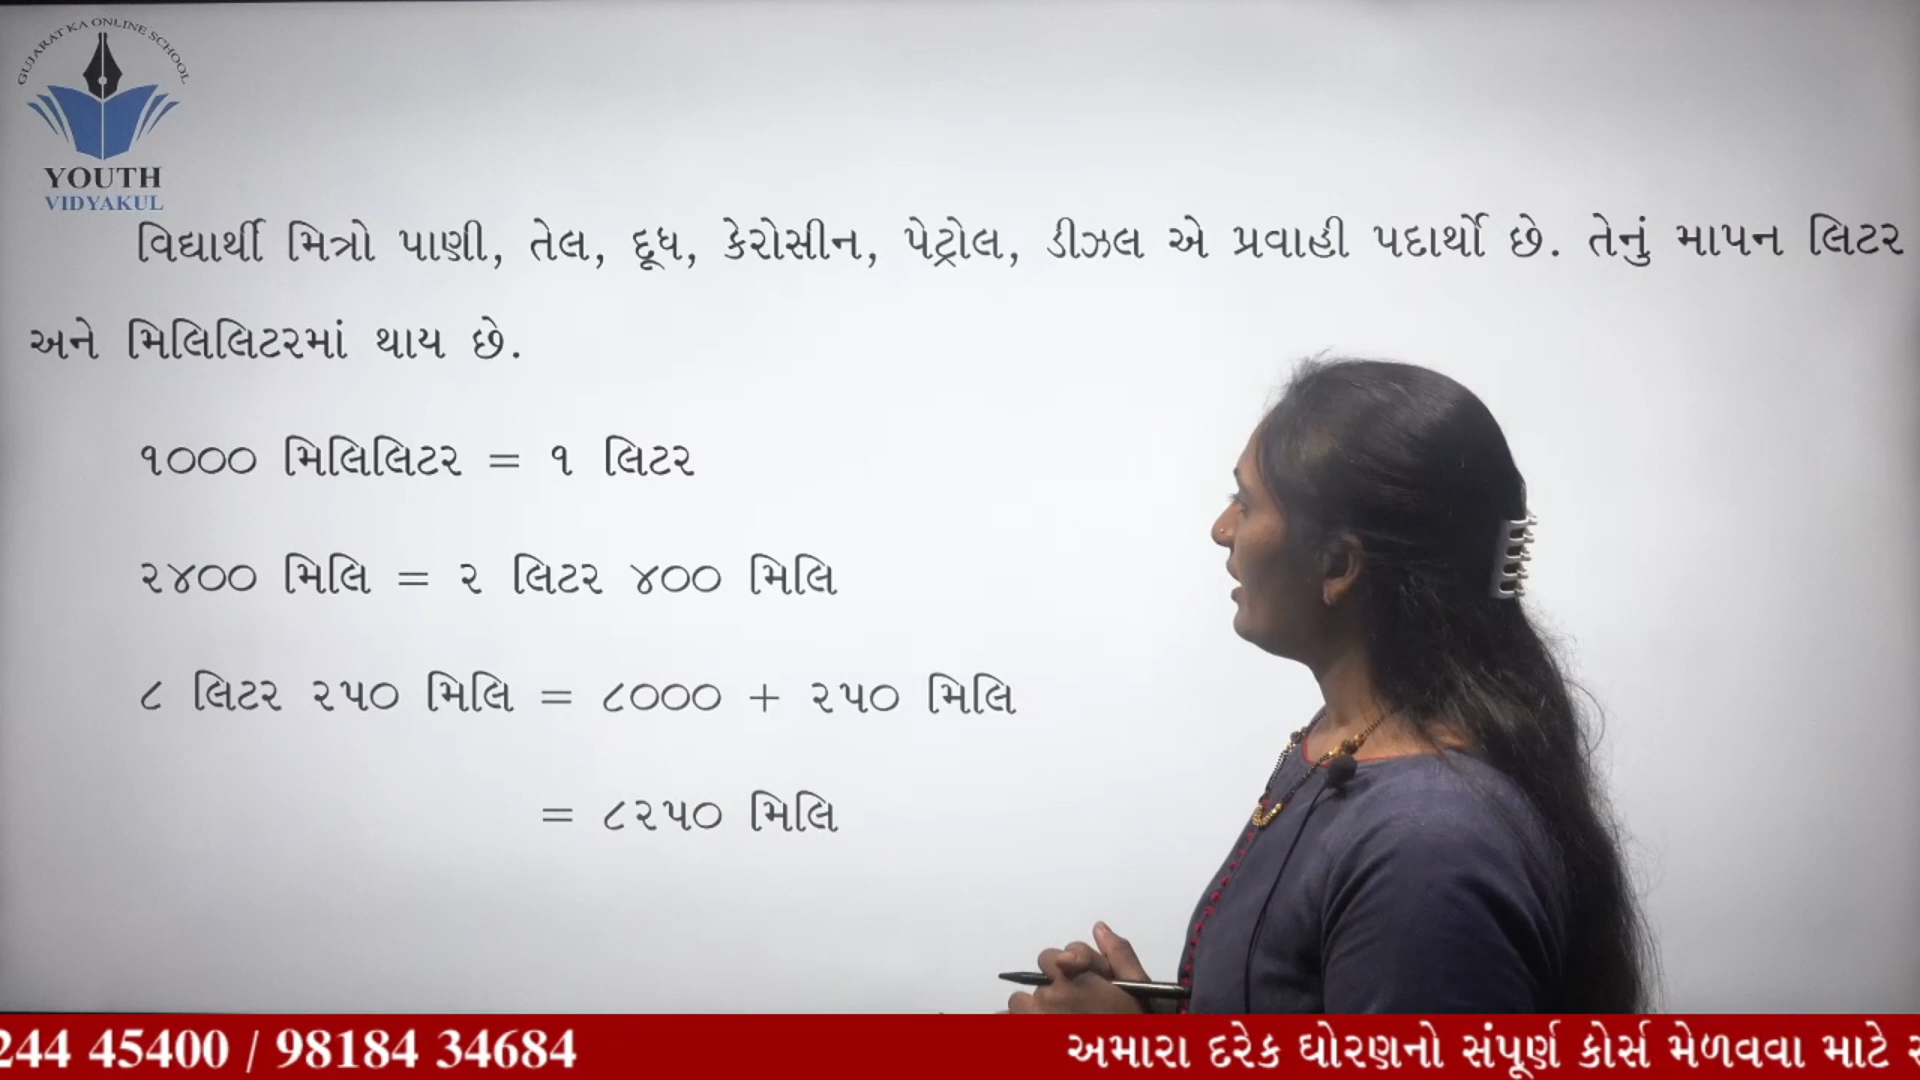 GUJARAT KA ONLINE SCHOOL
YOUTH
VIDYAKUL
વિદ્યાર્થી મિત્રો પાણી, તેલ, દૂધ, કેરોસીન, પેટ્રોલ, ડીઝલ એ પ્રવાહી પદાર્થો છે. તેનું માપન લિટર
અને મિલિલિટરમાં થાય છે.
૧૦૦૦ મિલિલિટર = ૧ લિટર
૨૪૦૦ મિલિ = ૨ લિટર ૪૦૦ મિલિ
૮ લિટર ૨૫૦ મિલિ = ૮૦૦૦ + ૨૫૦ મિલિ
= ૮૨૫૦ મિલિ
244 45400 / 98184 34684 અમારા દરેક ધોરણનો સંપૂર્ણ કોર્સ મેળવવા માટે